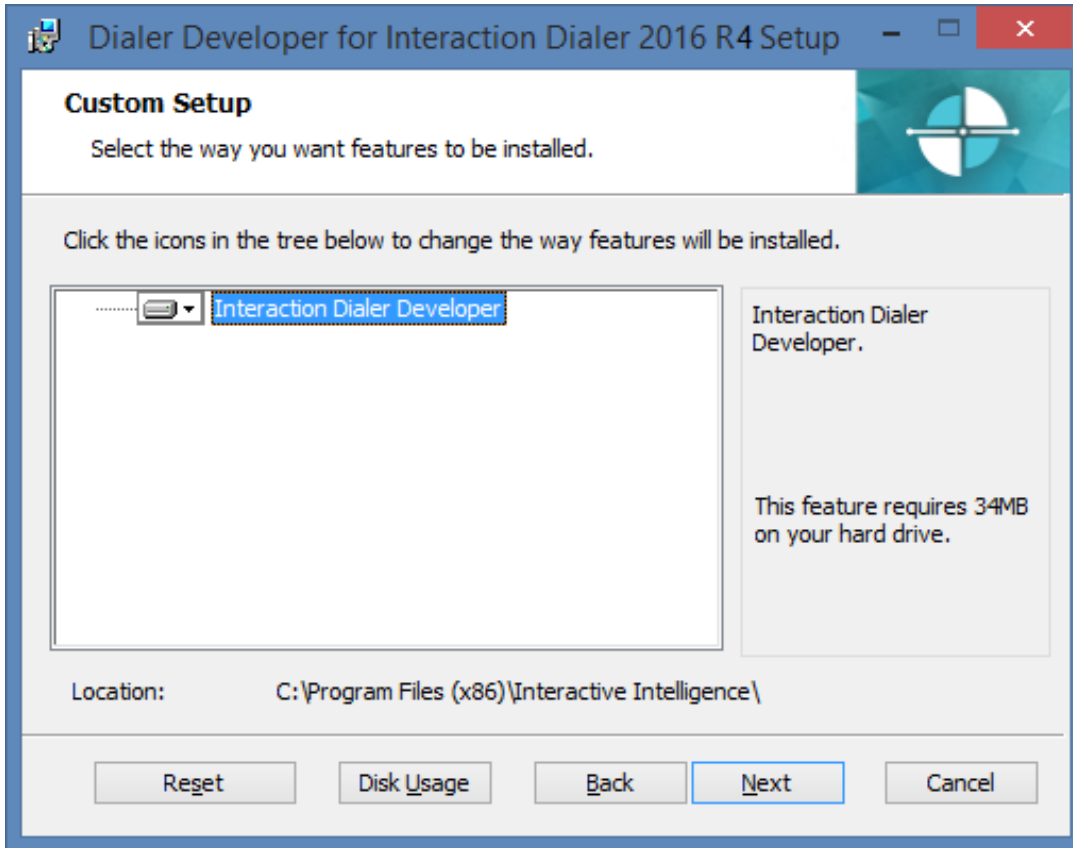 Dialer Developer for Interaction Dialer 2016 R4 Setup
Custom Setup
Select the way you want features to be installed.
Click the icons in the tree below to change the way features will be installed.
Interaction Dialer Developer
Interaction Dialer
Developer.
This feature requires 34MB
on your hard drive.
Location: C:\Program Files (x86)\Interactive Intelligence\
Reset Disk Usage Back Next Cancel